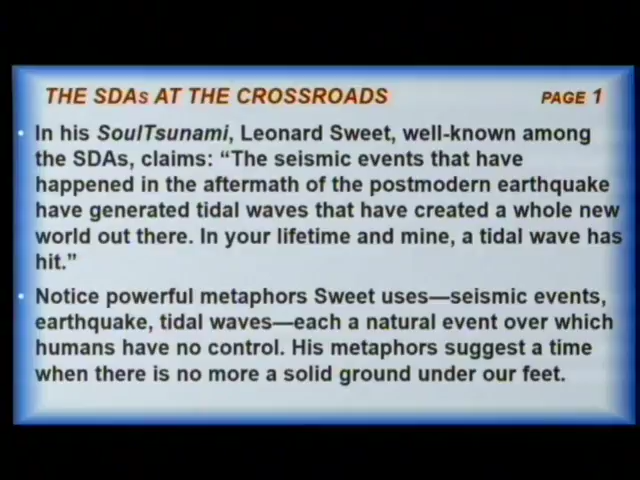 THE SDAs AT THE CROSSROADS PAGE 1
• In his SoulTsunami, Leonard Sweet, well-known among
the SDAs, claims: “The seismic events that have
happened in the aftermath of the postmodern earthquake
have generated tidal waves that have created a whole new
world out there. In your lifetime and mine, a tidal wave has
hit.”
• Notice powerful metaphors Sweet uses—seismic events,
earthquake, tidal waves—each a natural event over which
humans have no control. His metaphors suggest a time
when there is no more a solid ground under our feet.